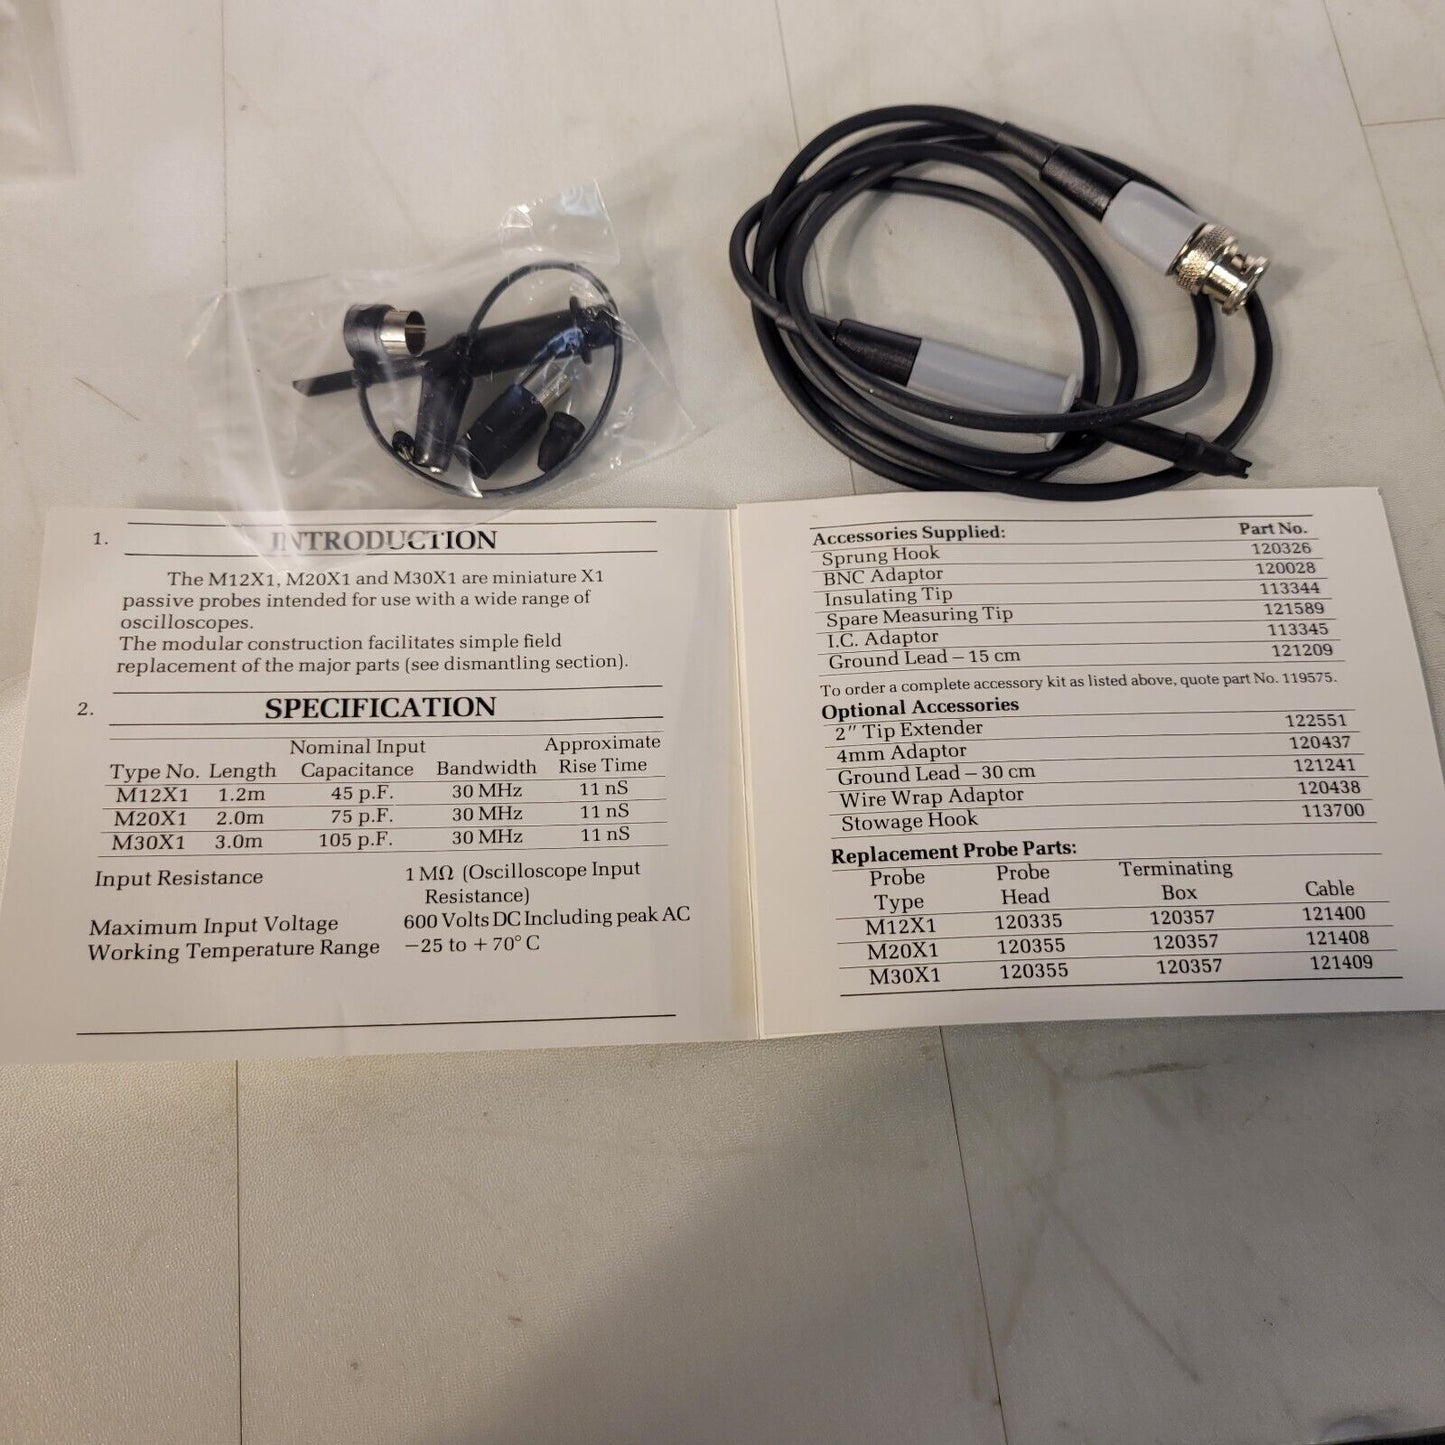 1. INTRODUCTION
The M12X1, M20X1 and M30X1 are miniature X1
passive probes intended for use with a wide range of
oscilloscopes.
The modular construction facilitates simple field
replacement of the major parts (see dismantling section).
2. SPECIFICATION
Nominal Input Approximate
Type No. Length Capacitance Bandwidth Rise Time
M12X1 1.2m 45 p.F. 30 MHz 11 nS
M20X1 2.0m 75 p.F. 30 MHz 11 nS
M30X1 3.0m 105 p.F. 30 MHz 11 nS
Input Resistance 1 MΩ (Oscilloscope Input
Resistance)
Maximum Input Voltage 600 Volts DC Including peak AC
Working Temperature Range −25 to + 70° C
Accessories Supplied: Part No.
Sprung Hook 120326
BNC Adaptor 120028
Insulating Tip 113344
Spare Measuring Tip 121589
I.C. Adaptor 113345
Ground Lead – 15 cm 121209
To order a complete accessory kit as listed above, quote part No. 119575.
Optional Accessories
2″ Tip Extender 122551
4mm Adaptor 120437
Ground Lead – 30 cm 121241
Wire Wrap Adaptor 120438
Stowage Hook 113700
Replacement Probe Parts:
Probe Probe Terminating
Type Head Box Cable
M12X1 120335 120357 121400
M20X1 120355 120357 121408
M30X1 120355 120357 121409